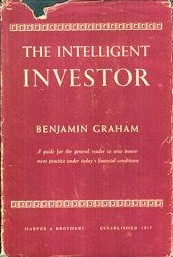 THE INTELLIGENT
INVESTOR
BENJAMIN GRAHAM
A guide for the general reader to wise invest-
ment practice under today's financial conditions
HARPER & BROTHERS ESTABLISHED 1817